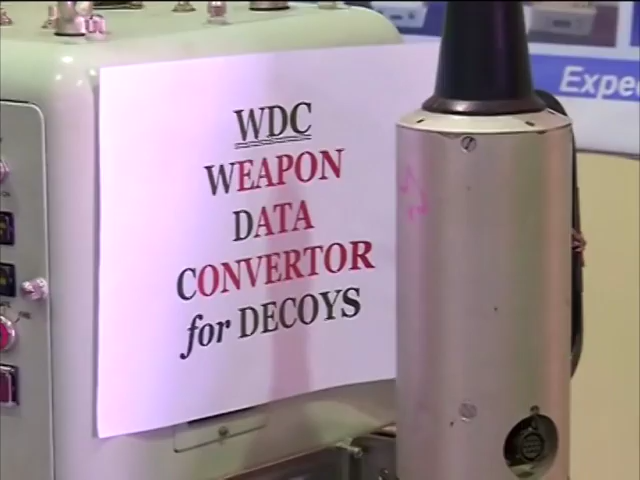 WDC
WEAPON
DATA
CONVERTOR
for DECOYS
Expe